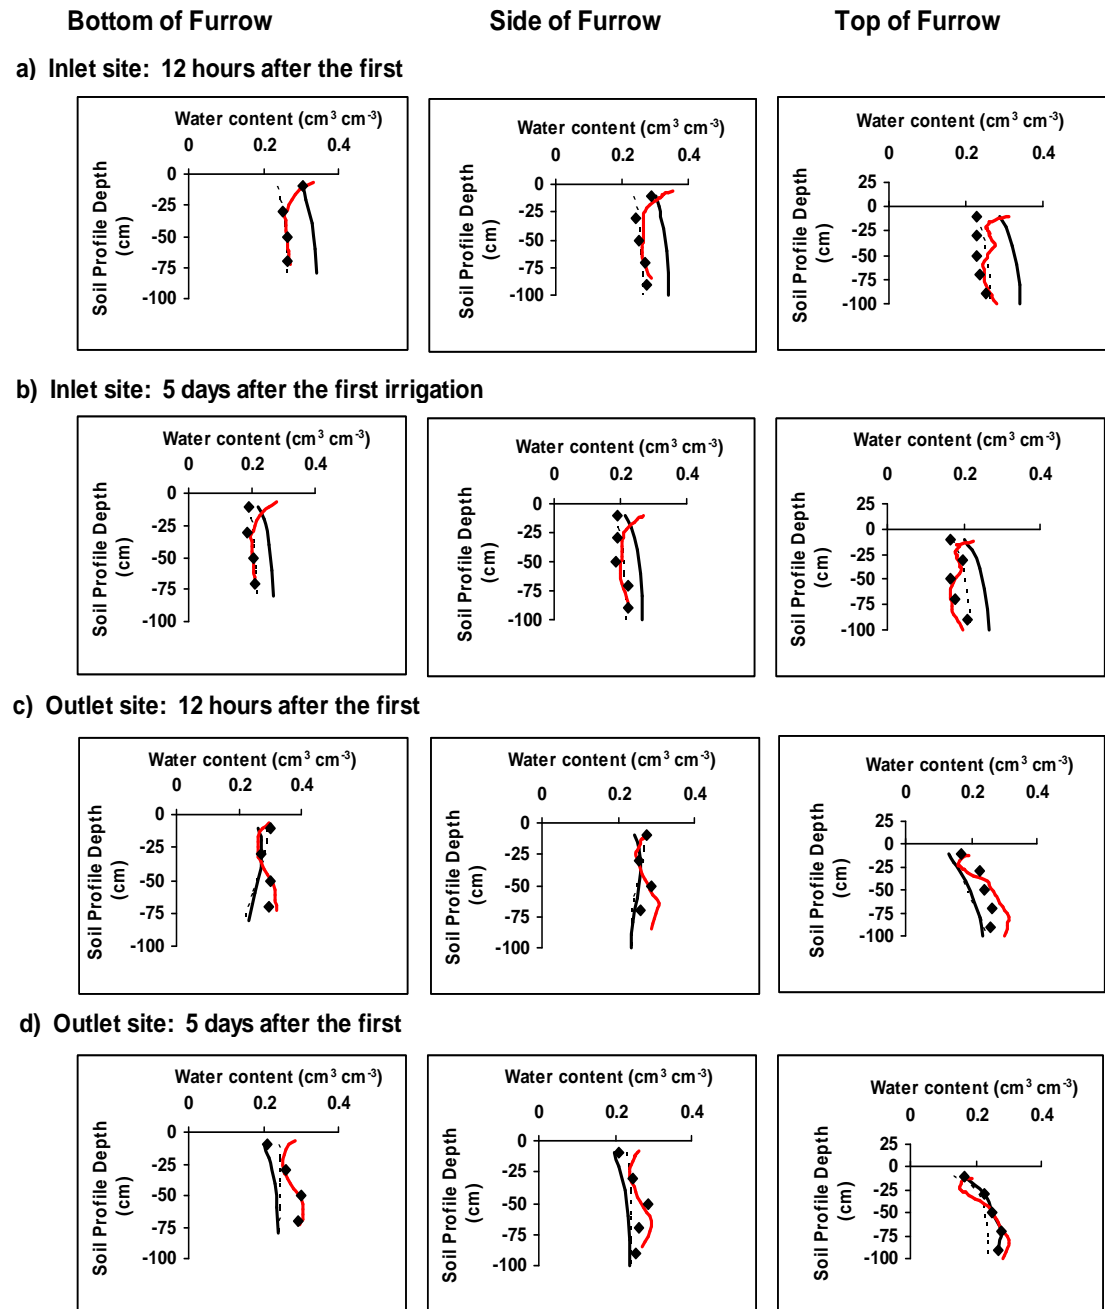 Bottom of Furrow Side of Furrow Top of Furrow
a) Inlet site: 12 hours after the first
Water content (cm³ cm⁻³)
0 0.2 0.4
0
-25
-50
-75
-100
Soil Profile Depth
(cm)
Water content (cm³ cm⁻³)
0 0.2 0.4
0
-25
-50
-75
-100
Soil Profile Depth
(cm)
Water content (cm³ cm⁻³)
0 0.2 0.4
25
0
-25
-50
-75
-100
Soil Profile Depth
(cm)
b) Inlet site: 5 days after the first irrigation
Water content (cm³ cm⁻³)
0 0.2 0.4
0
-25
-50
-75
-100
Soil Profile Depth
(cm)
Water content (cm³ cm⁻³)
0 0.2 0.4
0
-25
-50
-75
-100
Soil Profile Depth
(cm)
Water content (cm³ cm⁻³)
0 0.2 0.4
25
0
-25
-50
-75
-100
Soil Profile Depth
(cm)
c) Outlet site: 12 hours after the first
Water content (cm³ cm⁻³)
0 0.2 0.4
0
-25
-50
-75
-100
Soil Profile Depth
(cm)
Water content (cm³ cm⁻³)
0 0.2 0.4
0
-25
-50
-75
-100
Soil Profile Depth
(cm)
Water content (cm³ cm⁻³)
0 0.2 0.4
25
0
-25
-50
-75
-100
Soil Profile Depth
(cm)
d) Outlet site: 5 days after the first
Water content (cm³ cm⁻³)
0 0.2 0.4
0
-25
-50
-75
-100
Soil Profile Depth
(cm)
Water content (cm³ cm⁻³)
0 0.2 0.4
0
-25
-50
-75
-100
Soil Profile Depth
(cm)
Water content (cm³ cm⁻³)
0 0.2 0.4
25
0
-25
-50
-75
-100
Soil Profile Depth
(cm)